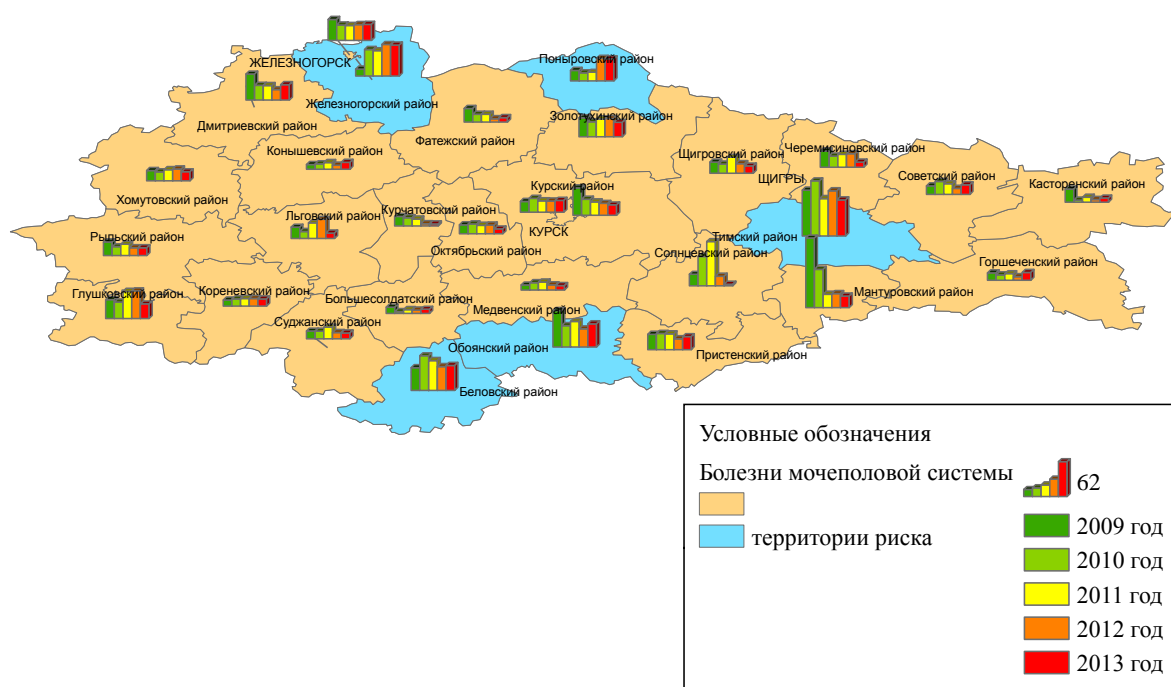 ЖЕЛЕЗНОГОРСК
Поныровский район
Железногорский район
Дмитриевский район
Золотухинский район
Фатежский район
Конышевский район
Щигровский район
Черемисиновский район
ЩИГРЫ
Советский район
Касторенский район
Хомутовский район
Курский район
Курчатовский район
Льговский район
КУРСК
Рыльский район
Октябрьский район
Тимский район
Солнцевский район
Горшеченский район
Глушковский район
Кореневский район
Большесолдатский район
Мантуровский район
Медвенский район
Суджанский район
Обоянский район
Пристенский район
Беловский район
Условные обозначения
Болезни мочеполовой системы
территории риска
62
2009 год
2010 год
2011 год
2012 год
2013 год